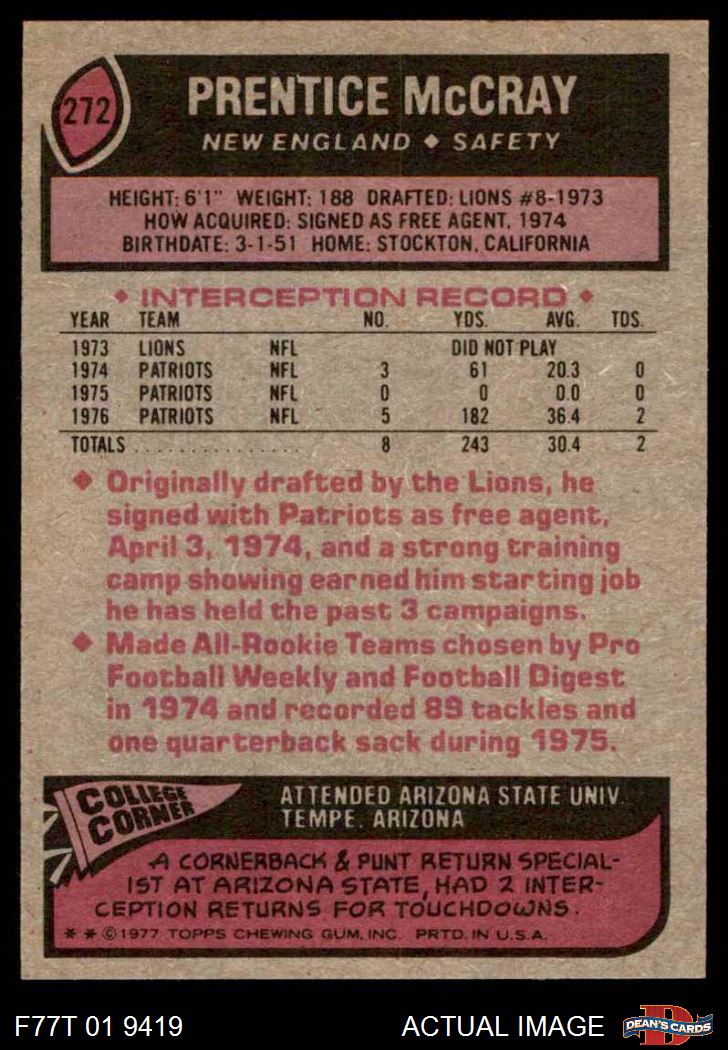 272
PRENTICE McCRAY
NEW ENGLAND ◆ SAFETY
HEIGHT: 6'1" WEIGHT: 188 DRAFTED: LIONS #8-1973
HOW ACQUIRED: SIGNED AS FREE AGENT, 1974
BIRTHDATE: 3-1-51 HOME: STOCKTON, CALIFORNIA
◆ INTERCEPTION RECORD ◆
YEAR TEAM NO. YDS. AVG. TDS.
1973 LIONS NFL DID NOT PLAY
1974 PATRIOTS NFL 3 61 20.3 0
1975 PATRIOTS NFL 0 0 0.0 0
1976 PATRIOTS NFL 5 182 36.4 2
TOTALS ................ 8 243 30.4 2
◆ Originally drafted by the Lions, he
signed with Patriots as free agent,
April 3, 1974, and a strong training
camp showing earned him starting job
he has held the past 3 campaigns.
◆ Made All-Rookie Teams chosen by Pro
Football Weekly and Football Digest
in 1974 and recorded 89 tackles and
one quarterback sack during 1975.
COLLEGE
CORNER
ATTENDED ARIZONA STATE UNIV.
TEMPE, ARIZONA
A CORNERBACK & PUNT RETURN SPECIAL-
IST AT ARIZONA STATE, HAD 2 INTER-
CEPTION RETURNS FOR TOUCHDOWNS.
* * © 1977 TOPPS CHEWING GUM, INC. PRTD. IN U.S.A.
F77T 01 9419 ACTUAL IMAGE
D
DEAN'S CARDS